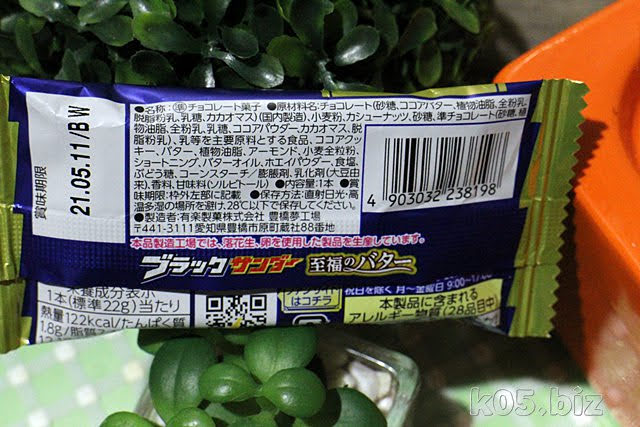 賞味期限
21.05.11/BW
●名称:㊣チョコレート菓子 ●原材料名:チョコレート(砂糖、ココアバター、植物油脂、全粉乳、
脱脂粉乳、乳糖、カカオマス)(国内製造)、小麦粉、カシューナッツ、砂糖、準チョコレート(砂糖、植
物油脂、全粉乳、ココアパウダー、カカオマス、脱
脂粉乳)、乳等を主要原料とする食品、ココアクッ
キー、バター、植物油脂、アーモンド、小麦全粒粉、
ショートニング、バターオイル、ホエイパウダー、食塩、
ぶどう糖、コーンスターチ/膨脹剤、乳化剤(大豆由
来)、香料、甘味料(ソルビトール) ●内容量:1本 ●賞
味期限:枠外左部に記載 ●保存方法:直射日光・高
温多湿の場所を避け、28℃以下で保存してください。
●製造者:有楽製菓株式会社 豊橋夢工場
〒441-3111愛知県豊橋市原町蔵社88番地
4 903032 238198
本品製造工場では、落花生、卵を使用した製品を生産しています。
ブラックサンダー 至福のバター
栄養成分表示
1本(標準22g)当たり
熱量122kcal/たんぱく質
1.8g/脂質
はコチラ
祝日を除く 月~金曜日 9:00~17:00
本製品に含まれる
アレルギー物質(28品目中)
k05.biz